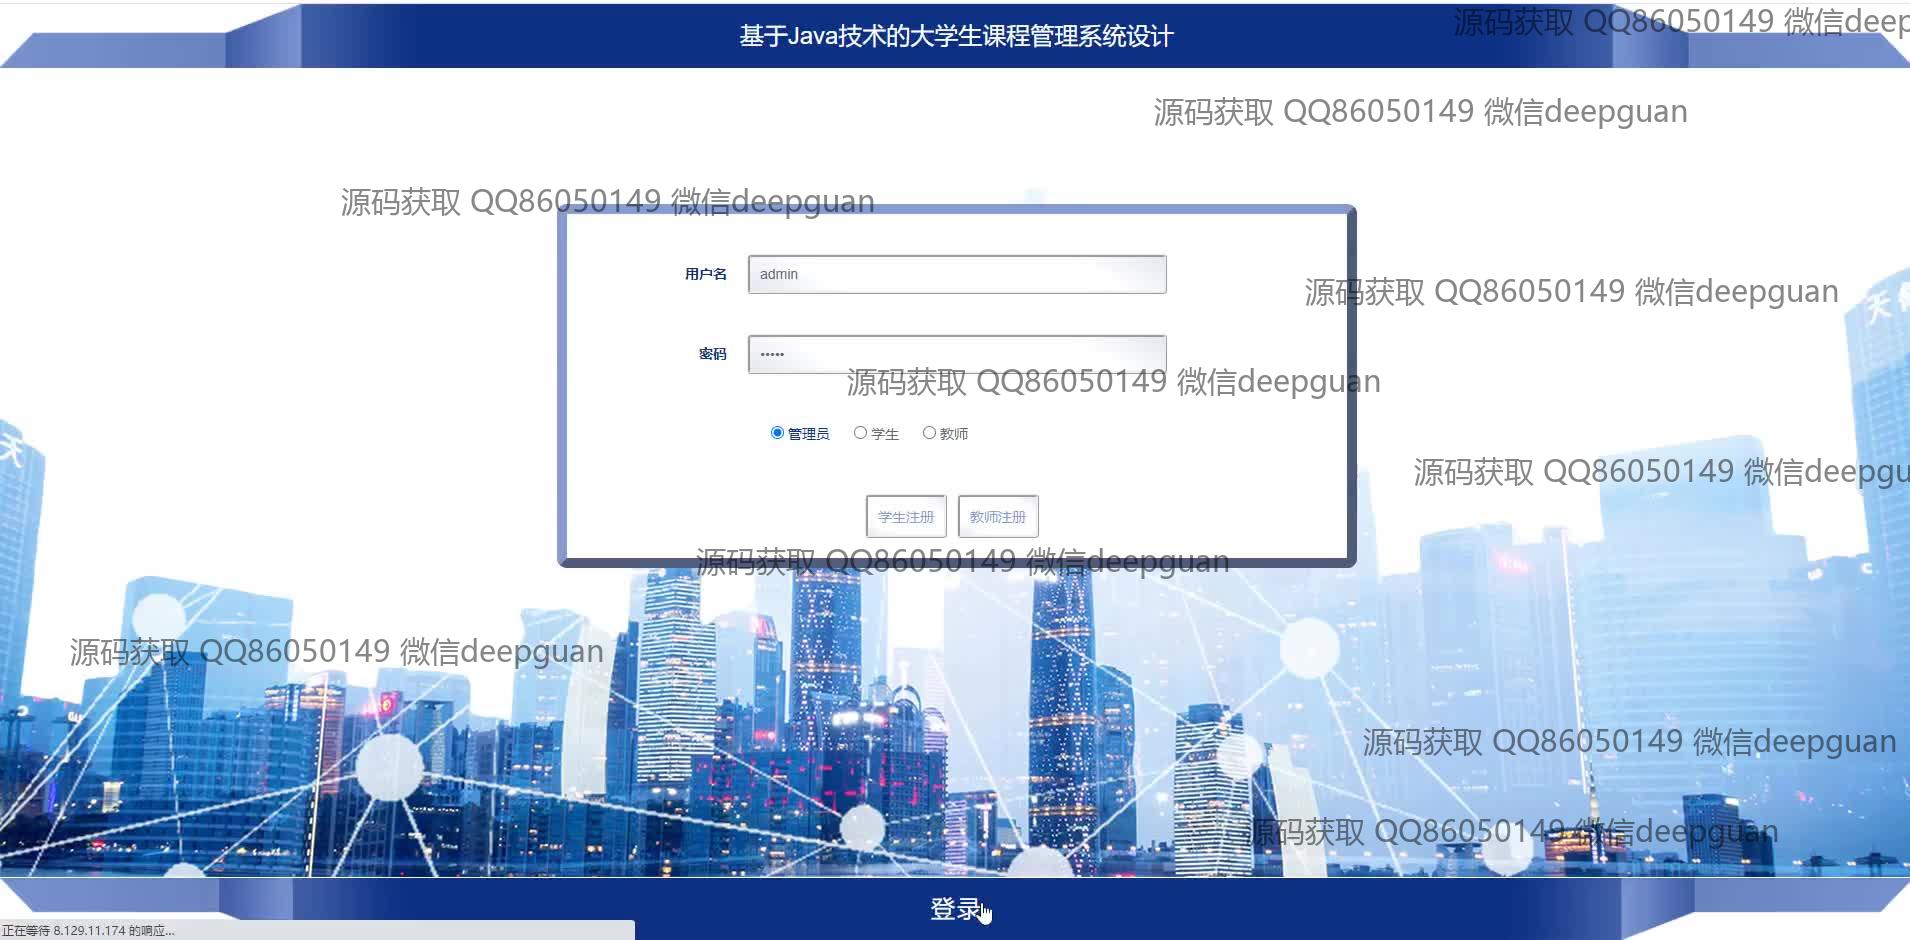 基于Java技术的大学生课程管理系统设计
源码获取 QQ86050149 微信deep
源码获取 QQ86050149 微信deepguan
源码获取 QQ86050149 微信deepguan
用户名 admin
源码获取 QQ86050149 微信deepguan
天
密码 •••••
源码获取 QQ86050149 微信deepguan
管理员 学生 教师
天
源码获取 QQ86050149 微信deepgu
学生注册 教师注册
源码获取 QQ86050149 微信deepguan
源码获取 QQ86050149 微信deepguan
源码获取 QQ86050149 微信deepguan
源码获取 QQ86050149 微信deepguan
登录
正在等待 8.129.11.174 的响应...